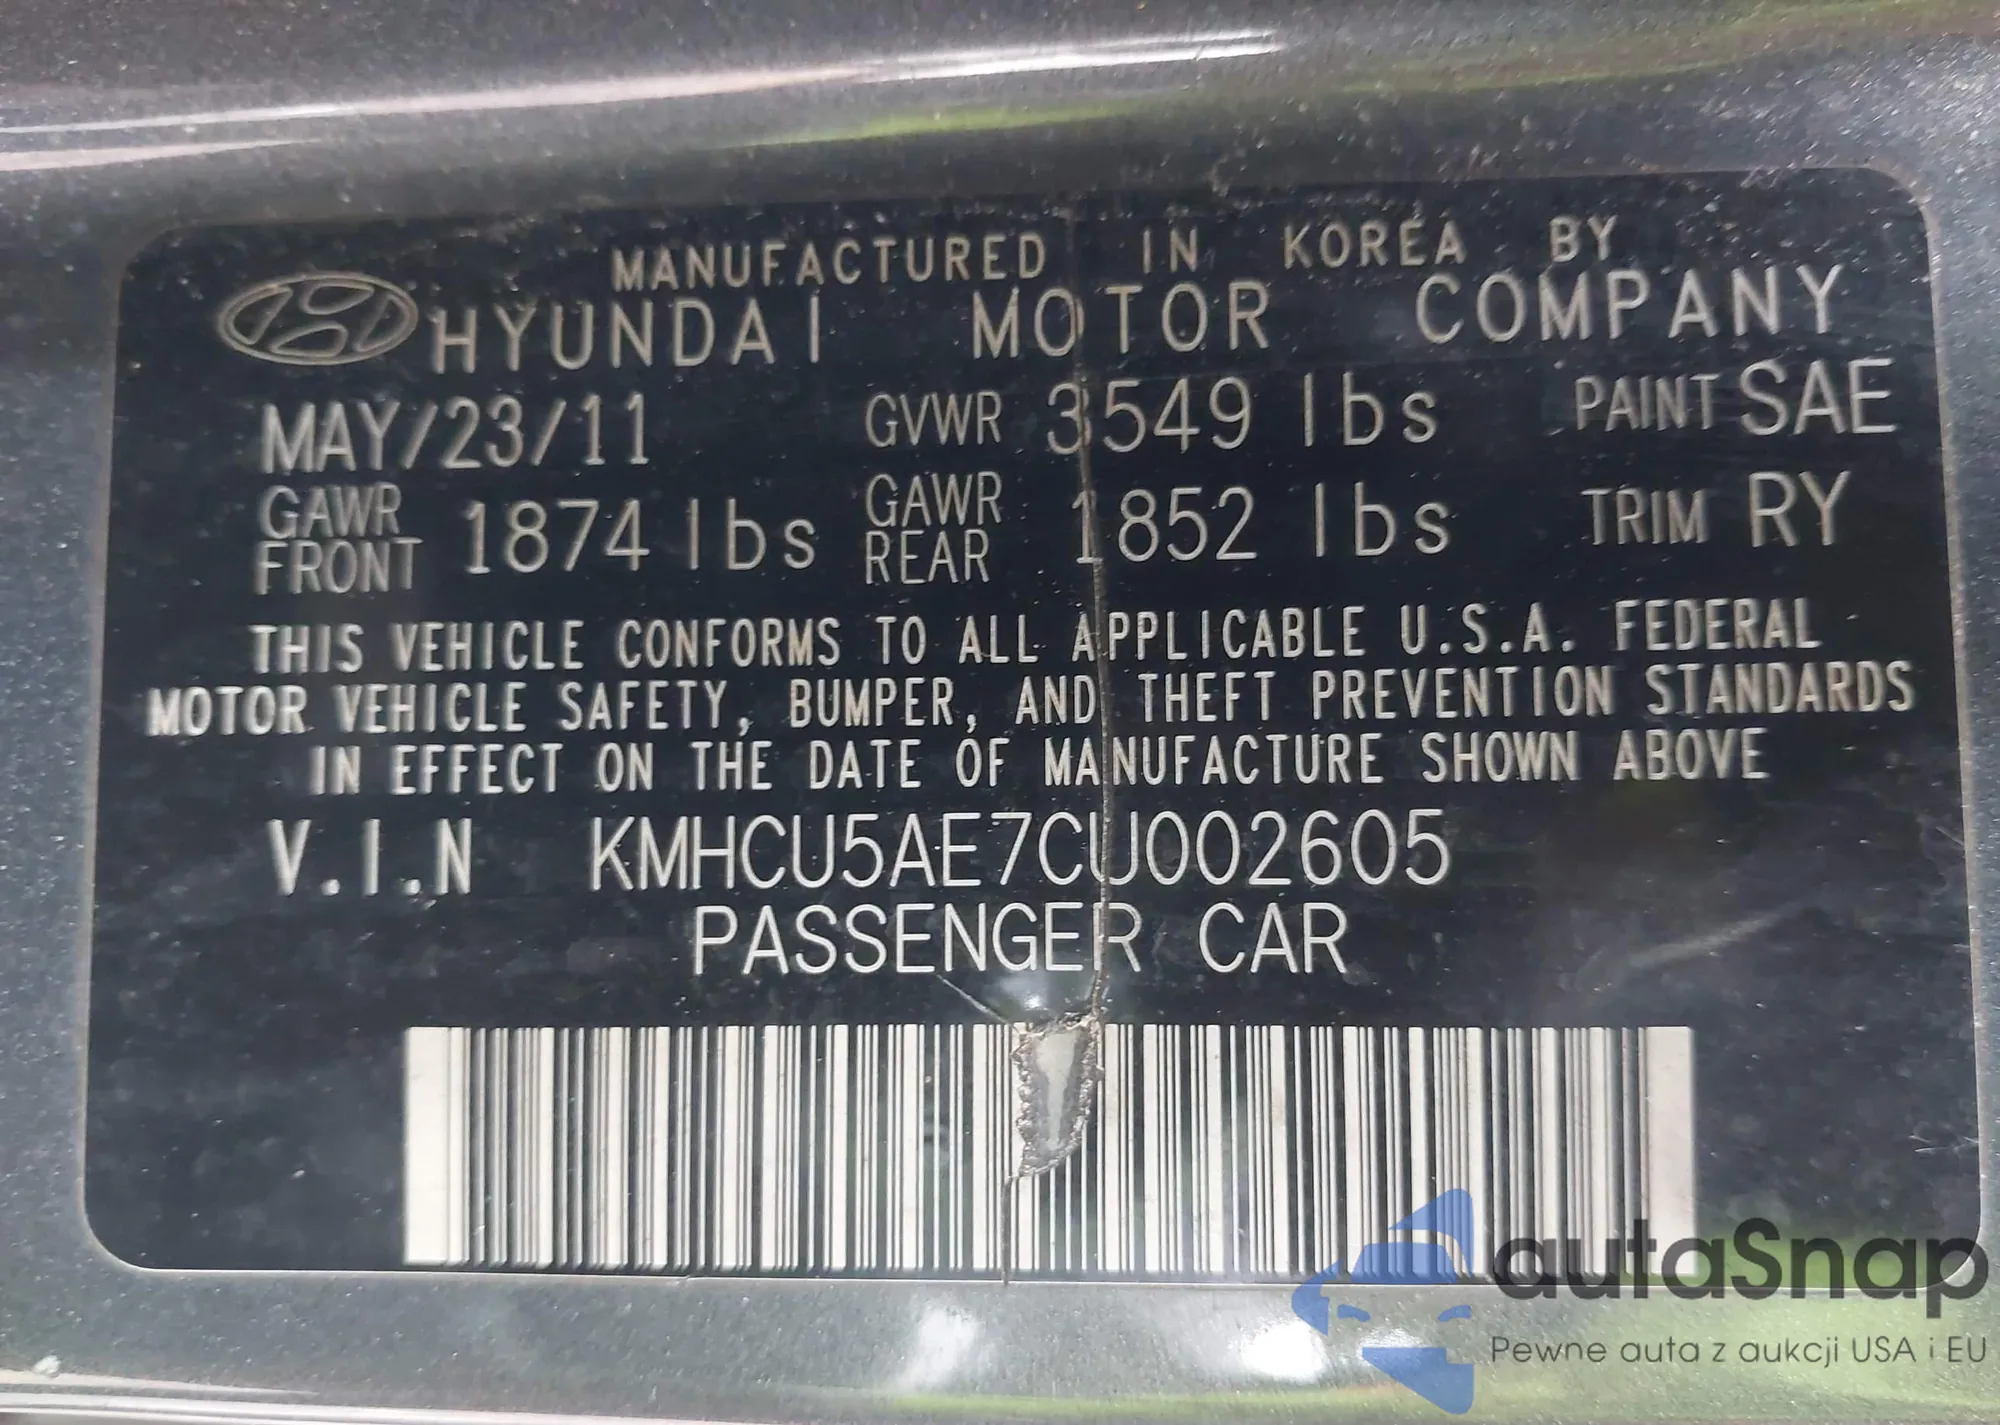 MANUFACTURED IN KOREA BY
HYUNDAI MOTOR COMPANY
MAY/23/11 GVWR 3549 lbs PAINT SAE
GAWR FRONT 1874 lbs GAWR REAR 1852 lbs TRIM RY
THIS VEHICLE CONFORMS TO ALL APPLICABLE U.S.A. FEDERAL
MOTOR VEHICLE SAFETY, BUMPER, AND THEFT PREVENTION STANDARDS
IN EFFECT ON THE DATE OF MANUFACTURE SHOWN ABOVE
V.I.N KMHCU5AE7CU002605
PASSENGER CAR
autaSnap
Pewne auta z aukcji USA i EU